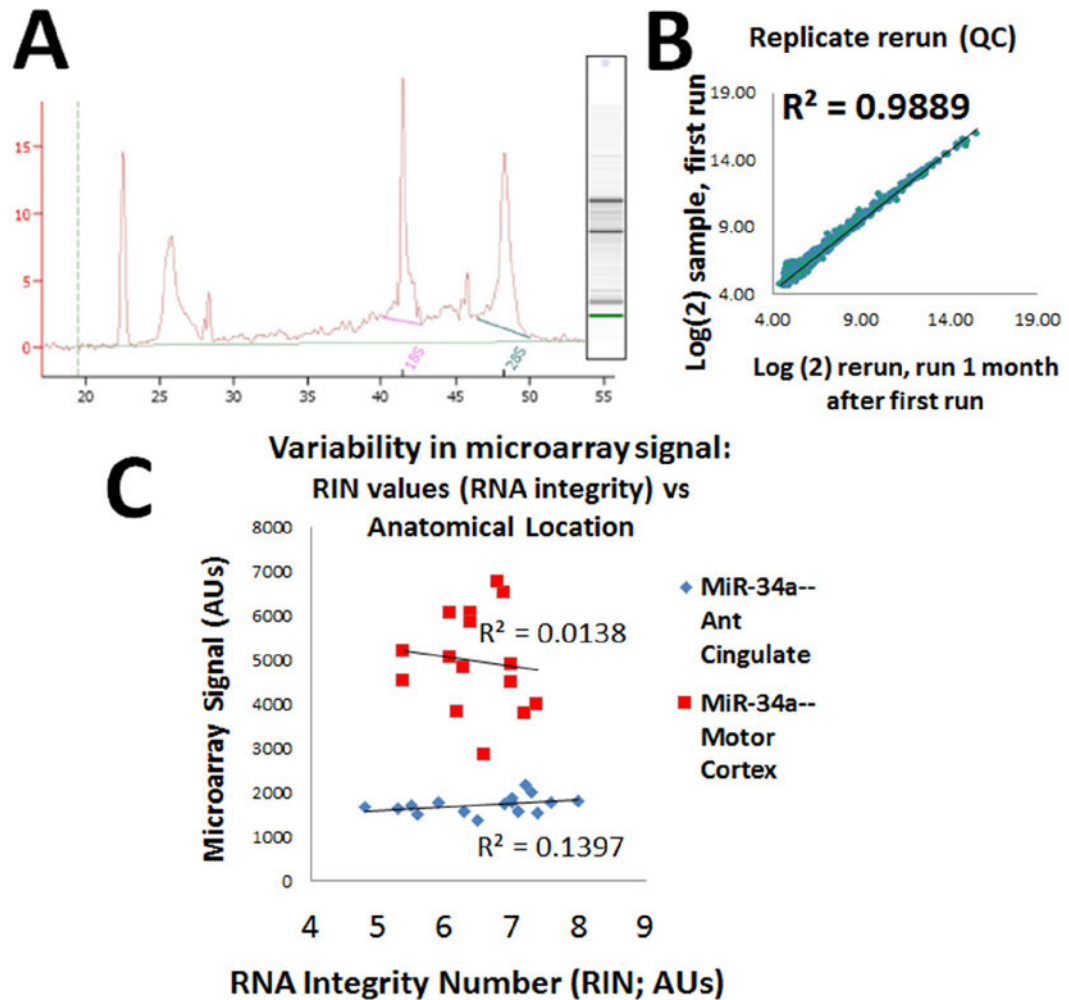 A
15
10
5
0
20 25 30 35 40 45 50 55
18S
28S
B
Replicate rerun (QC)
R² = 0.9889
Log(2) sample, first run
19.00
14.00
9.00
4.00
4.00 9.00 14.00 19.00
Log (2) rerun, run 1 month
after first run
C
Variability in microarray signal:
RIN values (RNA integrity) vs
Anatomical Location
Microarray Signal (AUs)
8000
7000
6000
5000
4000
3000
2000
1000
0
R² = 0.0138
R² = 0.1397
4 5 6 7 8 9
RNA Integrity Number (RIN; AUs)
MiR-34a--
Ant
Cingulate
MiR-34a--
Motor
Cortex